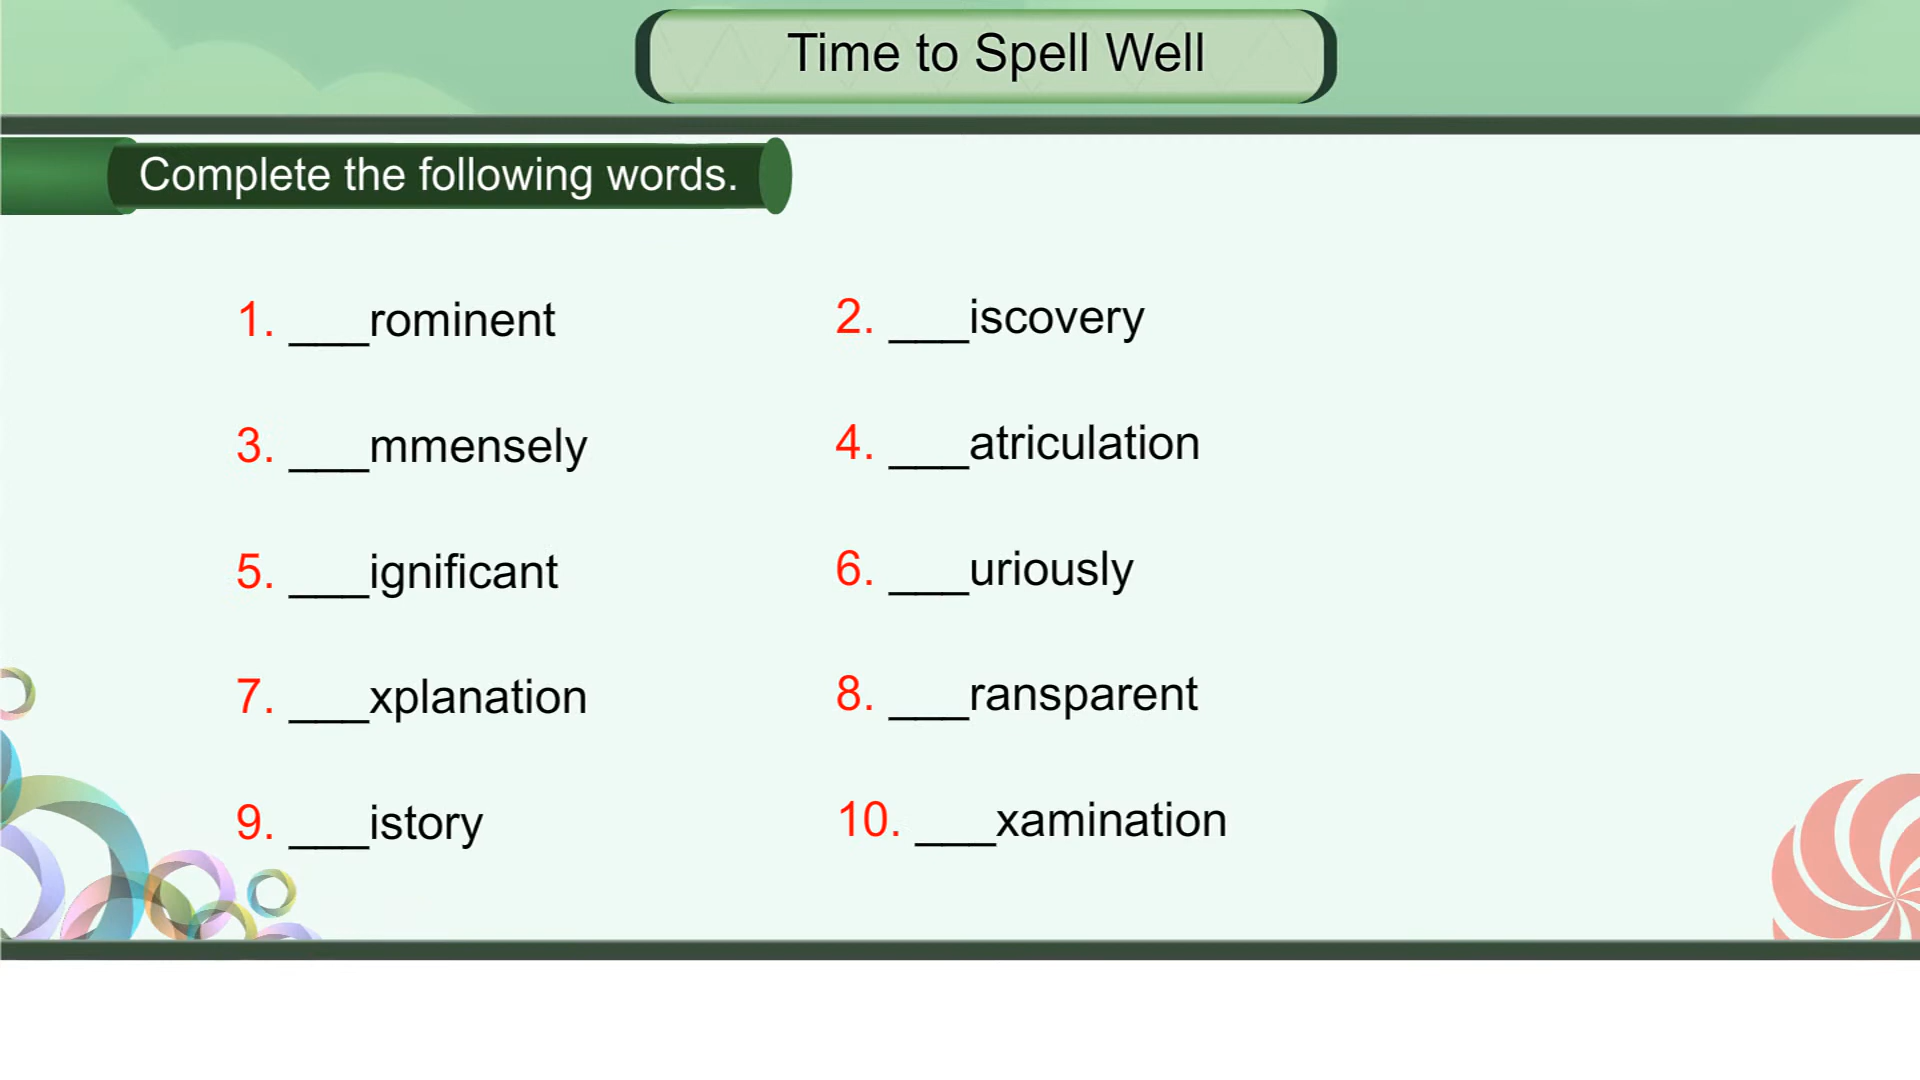 Time to Spell Well
Complete the following words.
1. ___rominent
2. ___iscovery
3. ___mmensely
4. ___atriculation
5. ___ignificant
6. ___uriously
7. ___xplanation
8. ___ransparent
9. ___istory
10. ___xamination